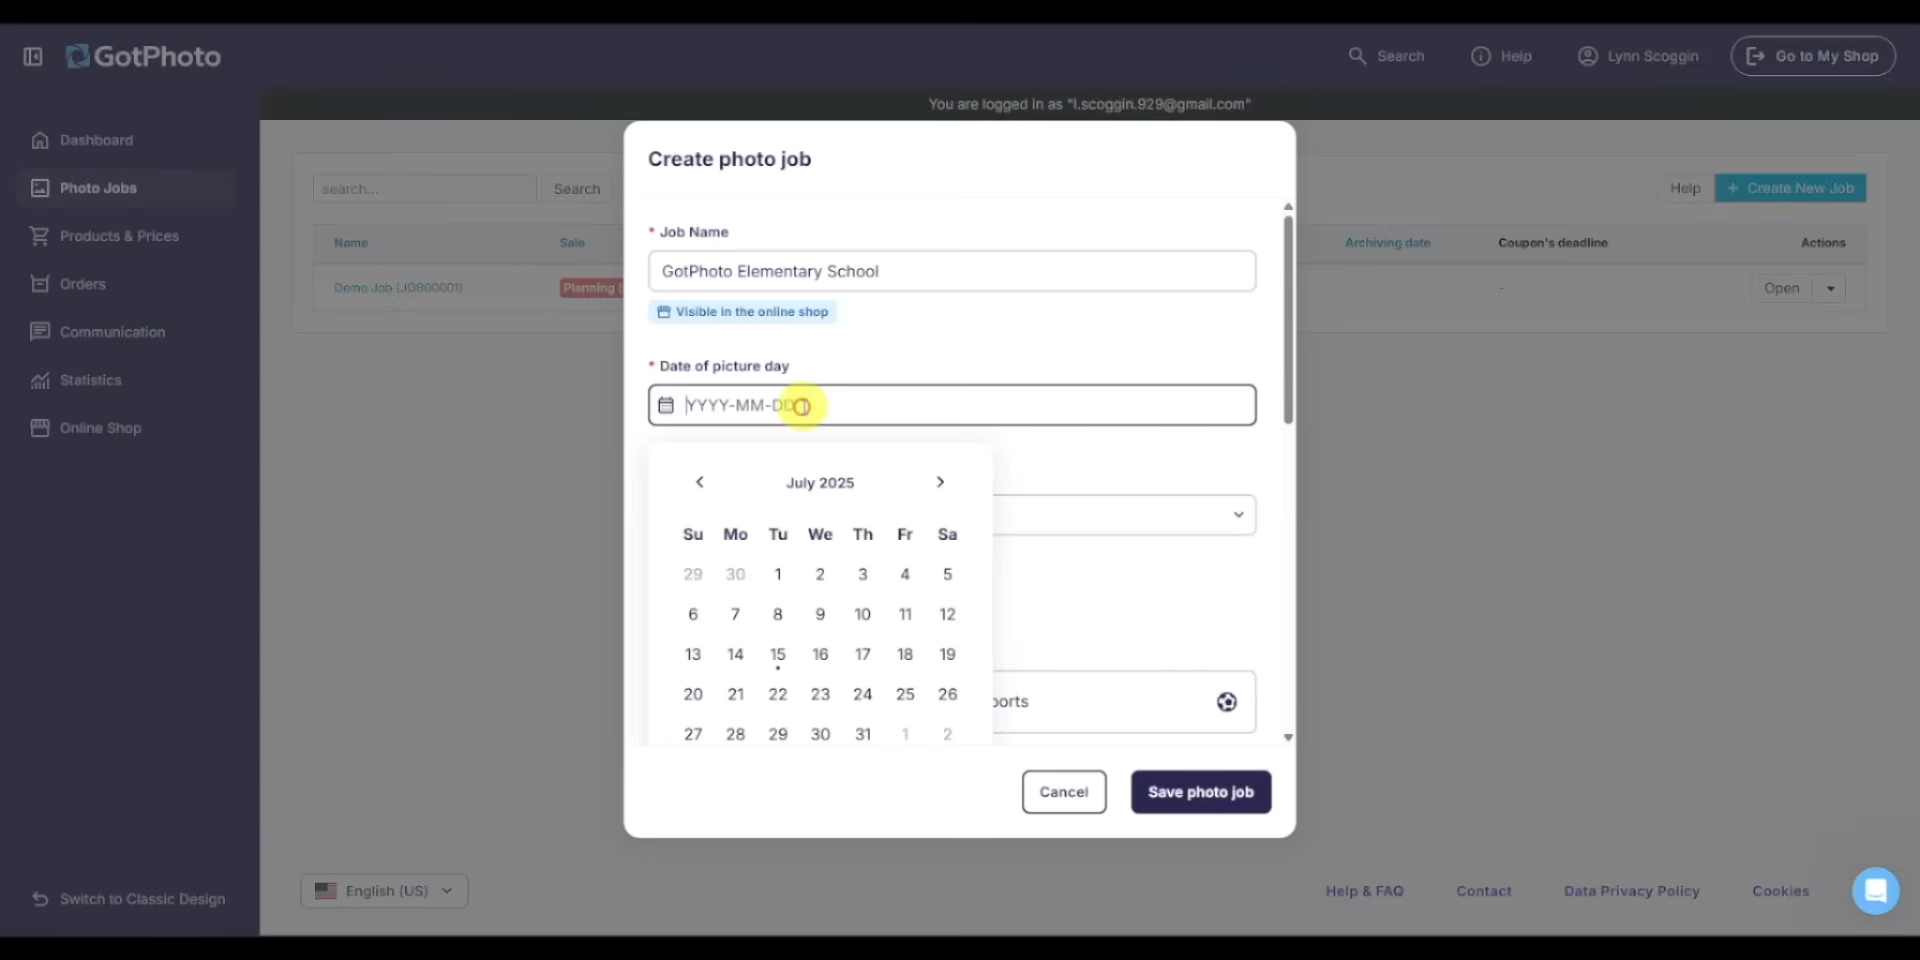 GotPhoto
Search
Help
Lynn Scoggin
Go to My Shop
You are logged in as "l.scoggin.929@gmail.com"
Dashboard
Photo Jobs
Products & Prices
Orders
Communication
Statistics
Online Shop
Switch to Classic Design
search...
Search
Help
+ Create New Job
Name
Sale
Archiving date
Coupon's deadline
Actions
Demo Job (JD800001)
Planning
-
Open
Create photo job
* Job Name
GotPhoto Elementary School
Visible in the online shop
* Date of picture day
YYYY-MM-DD
July 2025
Su Mo Tu We Th Fr Sa
29 30 1 2 3 4 5
6 7 8 9 10 11 12
13 14 15 16 17 18 19
20 21 22 23 24 25 26
27 28 29 30 31 1 2
ports
Cancel
Save photo job
English (US)
Help & FAQ
Contact
Data Privacy Policy
Cookies